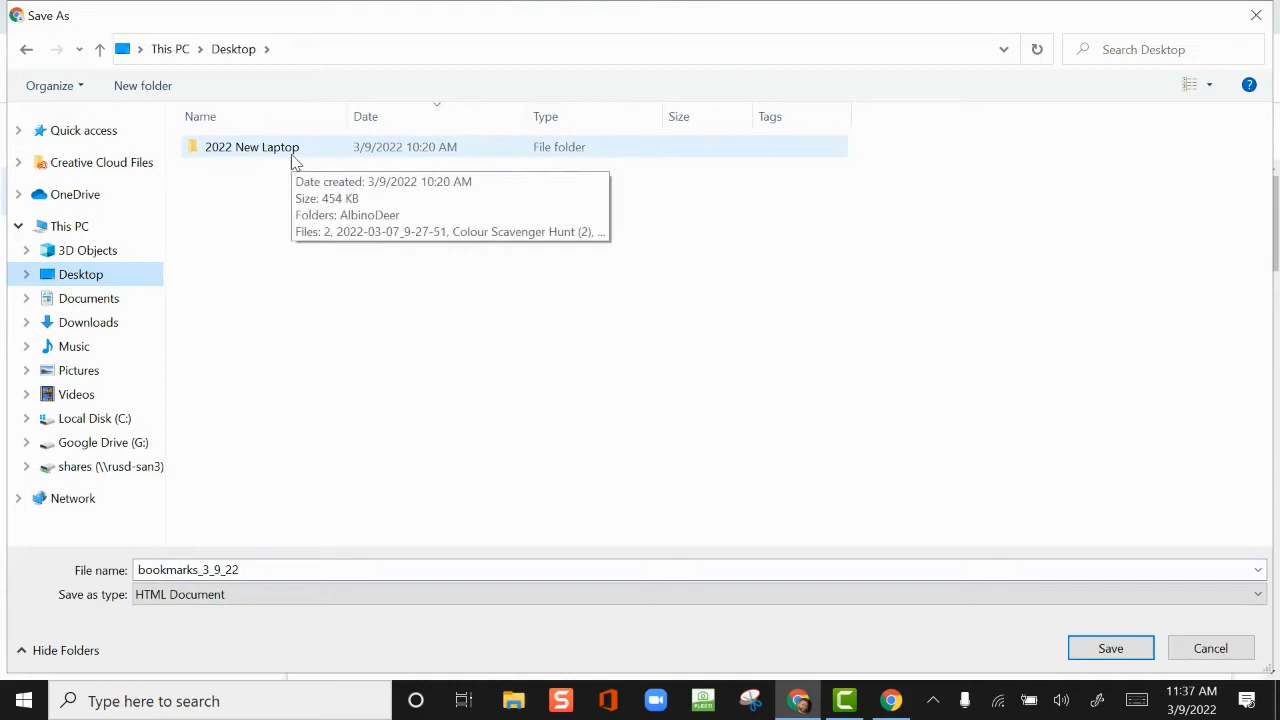 Save As
This PC
Desktop
Search Desktop
Organize
New folder
Name
Date
Type
Size
Tags
2022 New Laptop
3/9/2022 10:20 AM
File folder
Date created: 3/9/2022 10:20 AM
Size: 454 KB
Folders: AlbinoDeer
Files: 2, 2022-03-07_9-27-51, Colour Scavenger Hunt (2), ...
Quick access
Creative Cloud Files
OneDrive
This PC
3D Objects
Desktop
Documents
Downloads
Music
Pictures
Videos
Local Disk (C:)
Google Drive (G:)
shares (\\rusd-san3)
Network
File name: bookmarks_3_9_22
Save as type: HTML Document
Hide Folders
Save
Cancel
Type here to search
11:37 AM
3/9/2022